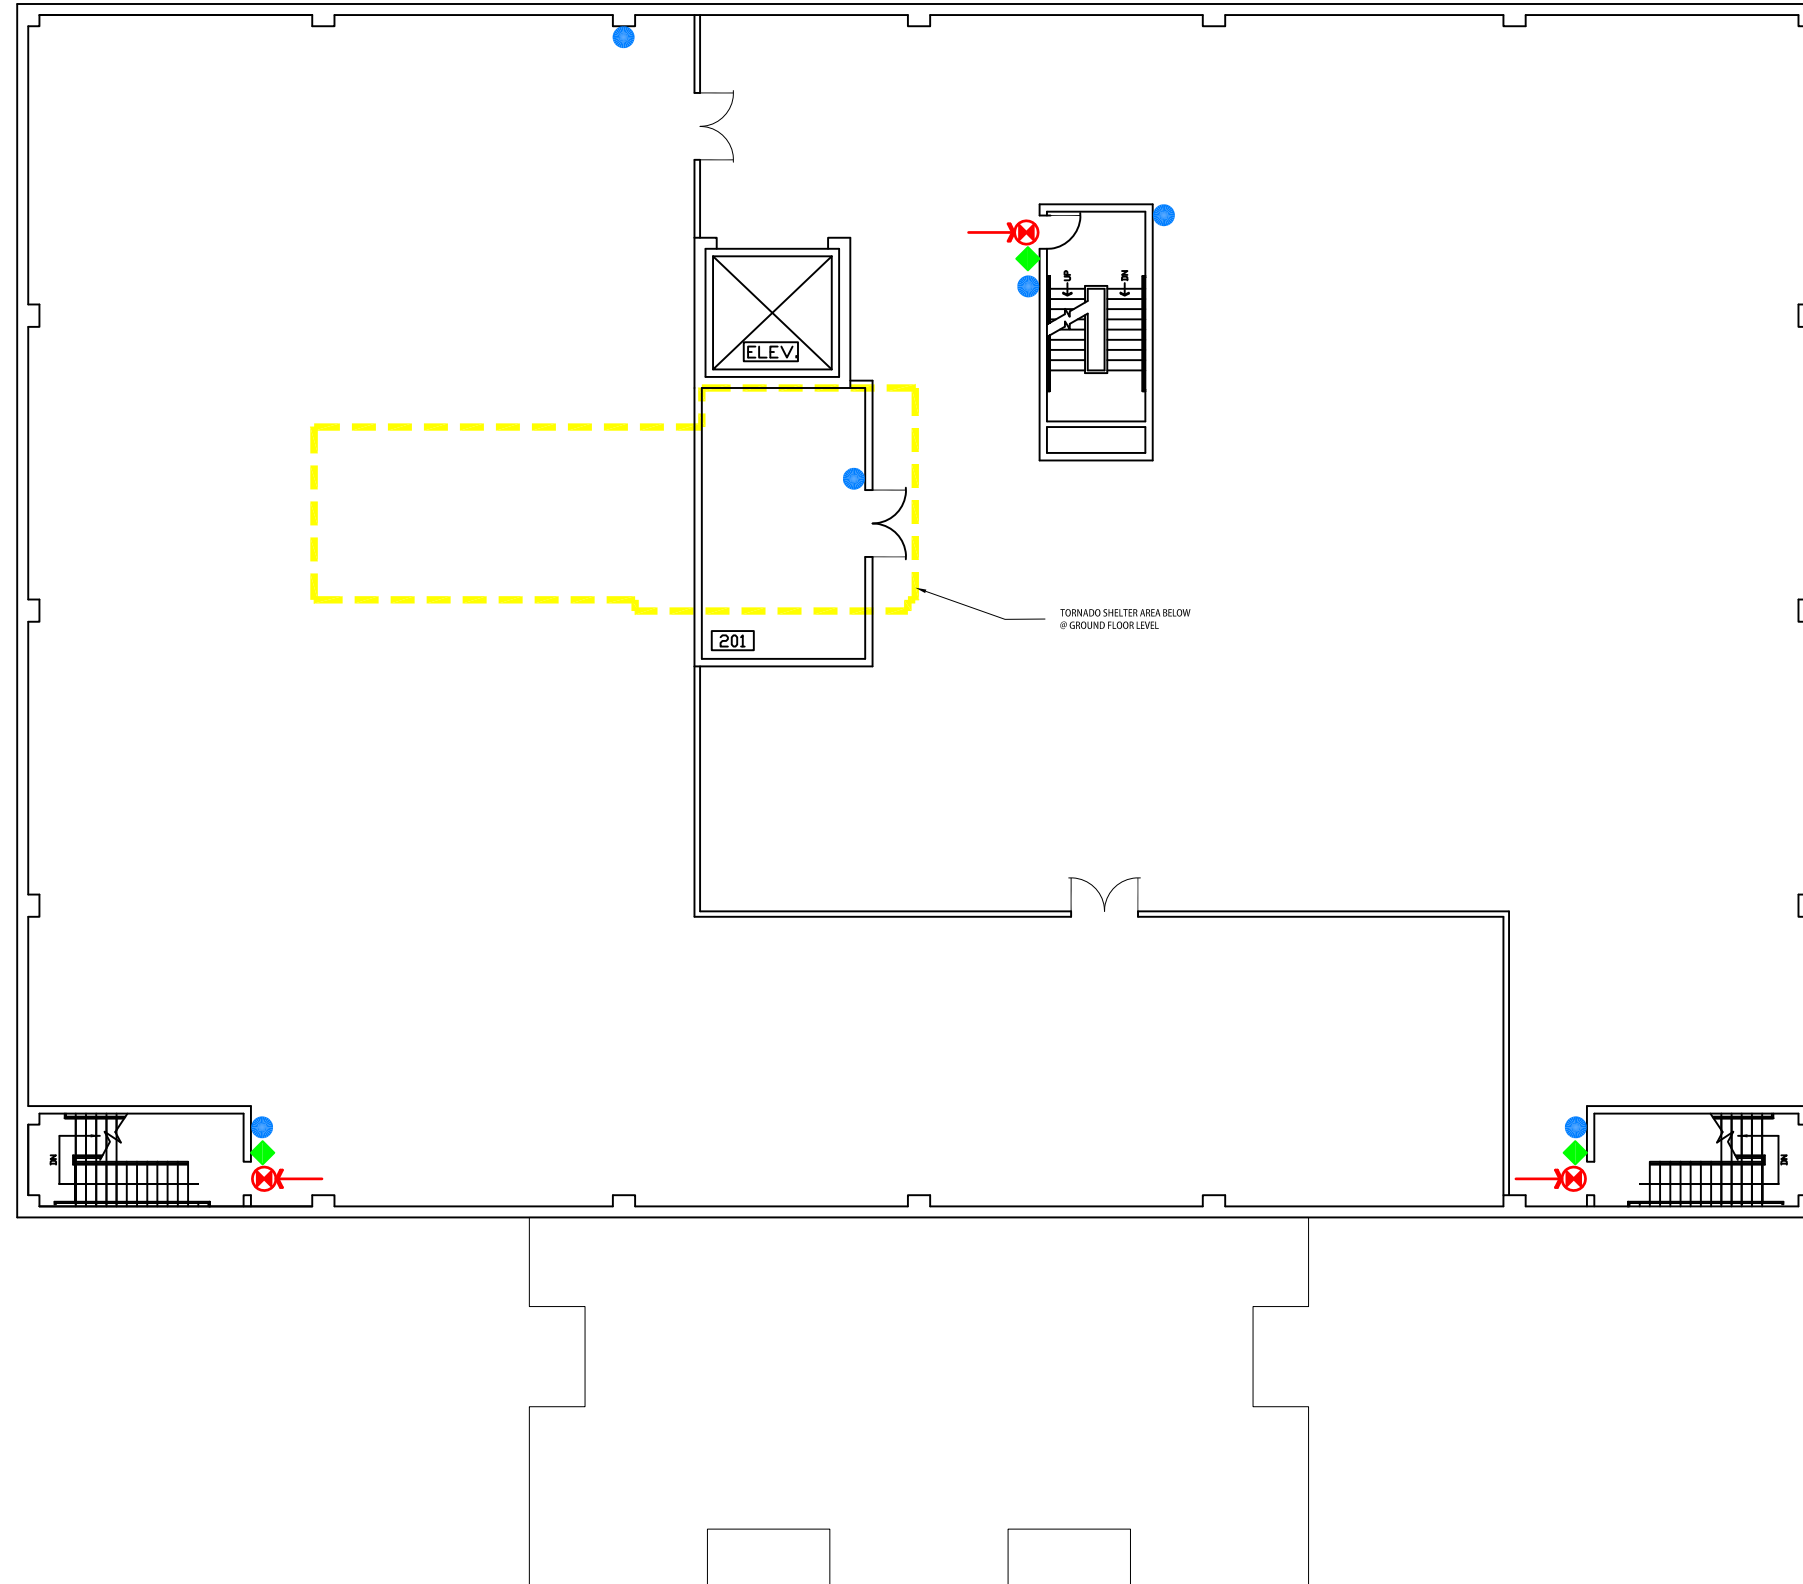 UP
DN
ELEV.
TORNADO SHELTER AREA BELOW
@ GROUND FLOOR LEVEL
201
DN
DN